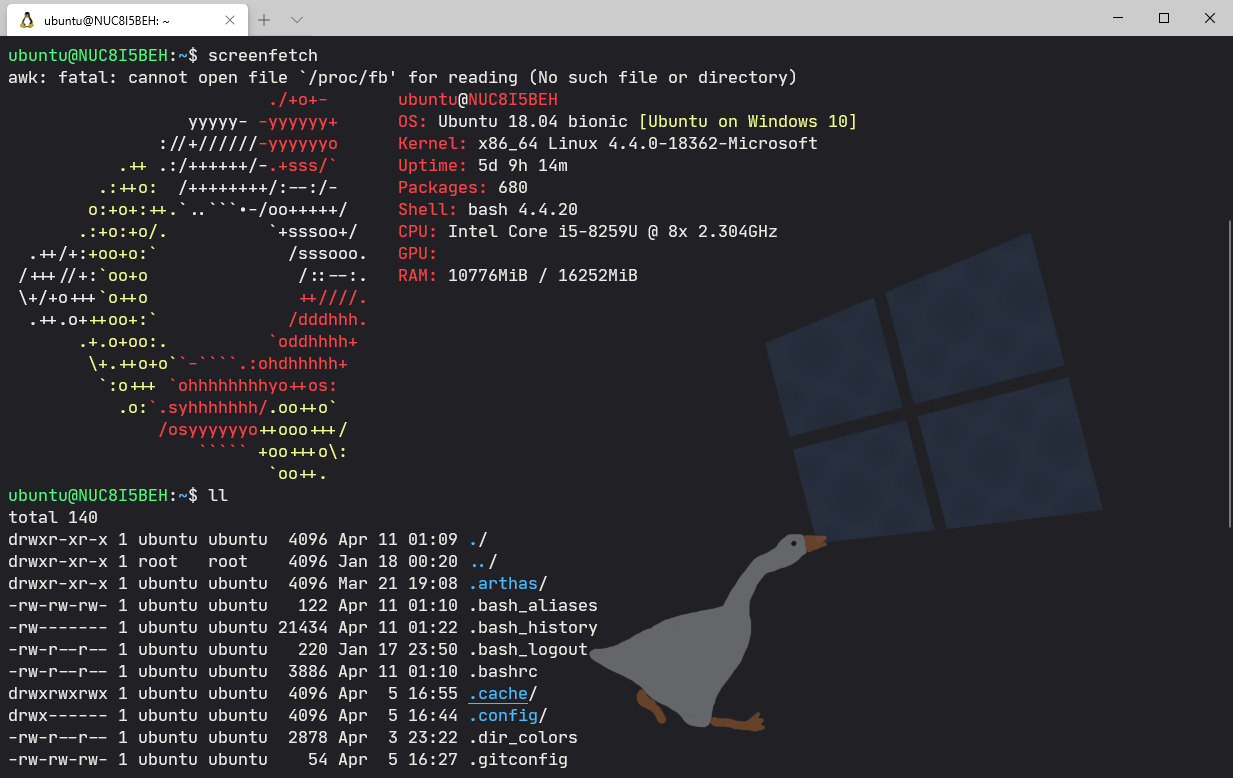 ubuntu@NUC8I5BEH: ~
ubuntu@NUC8I5BEH:~$ screenfetch
awk: fatal: cannot open file `/proc/fb' for reading (No such file or directory)
                          ./+o+-       ubuntu@NUC8I5BEH
                  yyyyy- -yyyyyy+      OS: Ubuntu 18.04 bionic [Ubuntu on Windows 10]
               ://+//////-yyyyyyo      Kernel: x86_64 Linux 4.4.0-18362-Microsoft
           .++ .:/++++++/-.+sss/`      Uptime: 5d 9h 14m
         .:++o:  /++++++++/:--:/-      Packages: 680
        o:+o+:++.`..```•-/oo+++++/     Shell: bash 4.4.20
       .:+o:+o/.          `+sssoo+/    CPU: Intel Core i5-8259U @ 8x 2.304GHz
  .++/+:+oo+o:`             /sssooo.   GPU:
 /+++//+:`oo+o               /::--:.   RAM: 10776MiB / 16252MiB
 \+/+o+++`o++o               ++////.
  .++.o+++oo+:`             /dddhhh.
       .+.o+oo:.          `oddhhhh+
        \+.++o+o``-````.:ohdhhhhh+
         `:o+++ `ohhhhhhhhyo++os:
           .o:`.syhhhhhhh/.oo++o`
               /osyyyyyyo++ooo+++/
                   ````` +oo+++o\:
                          `oo++.
ubuntu@NUC8I5BEH:~$ ll
total 140
drwxr-xr-x 1 ubuntu ubuntu  4096 Apr 11 01:09 ./
drwxr-xr-x 1 root   root    4096 Jan 18 00:20 ../
drwxr-xr-x 1 ubuntu ubuntu  4096 Mar 21 19:08 .arthas/
-rw-rw-rw- 1 ubuntu ubuntu   122 Apr 11 01:10 .bash_aliases
-rw------- 1 ubuntu ubuntu 21434 Apr 11 01:22 .bash_history
-rw-r--r-- 1 ubuntu ubuntu   220 Jan 17 23:50 .bash_logout
-rw-r--r-- 1 ubuntu ubuntu  3886 Apr 11 01:10 .bashrc
drwxrwxrwx 1 ubuntu ubuntu  4096 Apr  5 16:55 .cache/
drwx------ 1 ubuntu ubuntu  4096 Apr  5 16:44 .config/
-rw-r--r-- 1 ubuntu ubuntu  2878 Apr  3 23:22 .dir_colors
-rw-rw-rw- 1 ubuntu ubuntu    54 Apr  5 16:27 .gitconfig